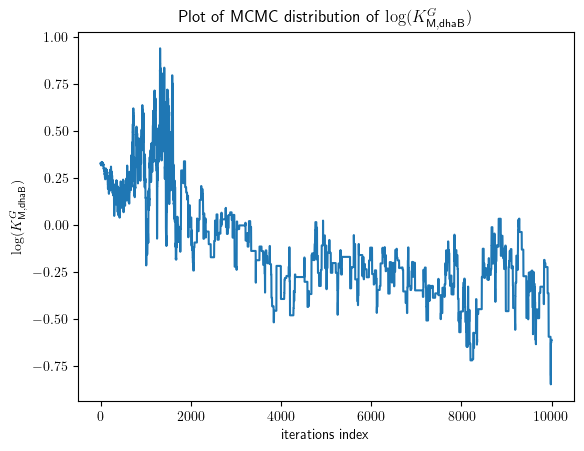 Plot of MCMC distribution of log(K^G_{M,dhaB})
1.00
0.75
0.50
0.25
0.00
−0.25
−0.50
−0.75
log(K^G_{M,dhaB})
0 2000 4000 6000 8000 10000
iterations index